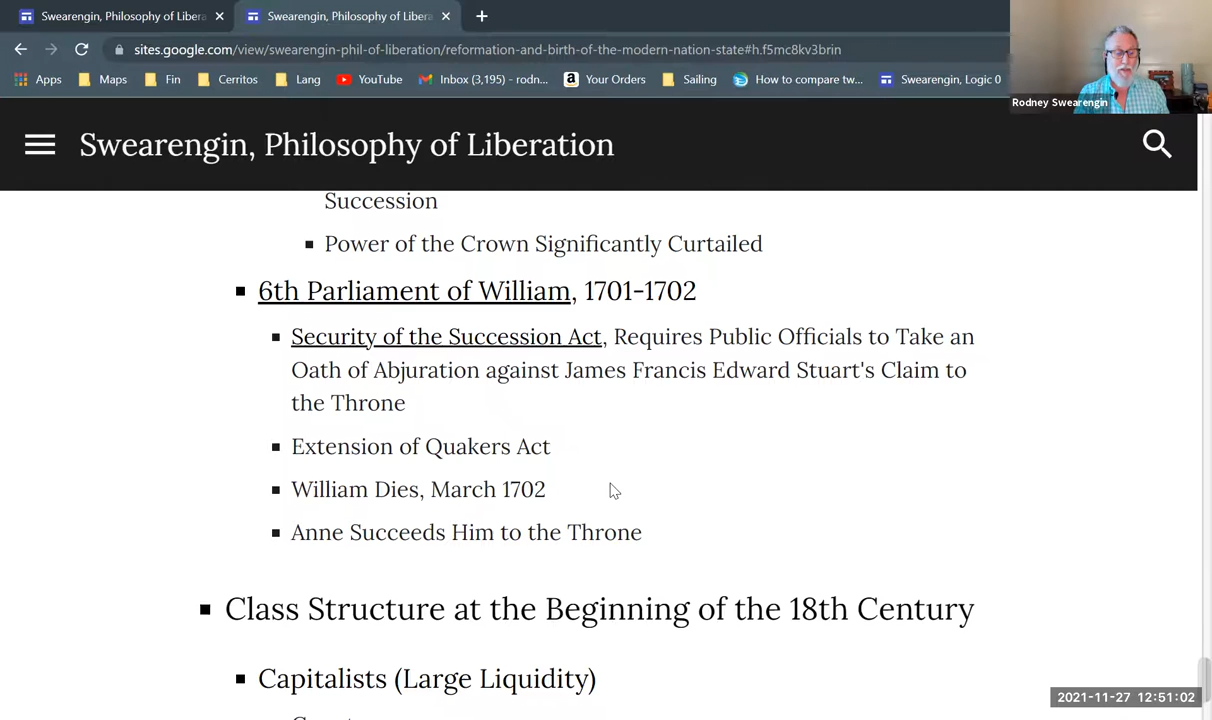 Swearengin, Philosophy of Libera
Swearengin, Philosophy of Libera
sites.google.com/view/swearengin-phil-of-liberation/reformation-and-birth-of-the-modern-nation-state#h.f5mc8kv3brin
Apps Maps Fin Cerritos Lang YouTube Inbox (3,195) - rodn... Your Orders Sailing How to compare tw... Swearengin, Logic 0
Rodney Swearengin
Swearengin, Philosophy of Liberation
Succession
Power of the Crown Significantly Curtailed
6th Parliament of William, 1701-1702
Security of the Succession Act, Requires Public Officials to Take an
Oath of Abjuration against James Francis Edward Stuart's Claim to
the Throne
Extension of Quakers Act
William Dies, March 1702
Anne Succeeds Him to the Throne
Class Structure at the Beginning of the 18th Century
Capitalists (Large Liquidity)
2021-11-27 12:51:02